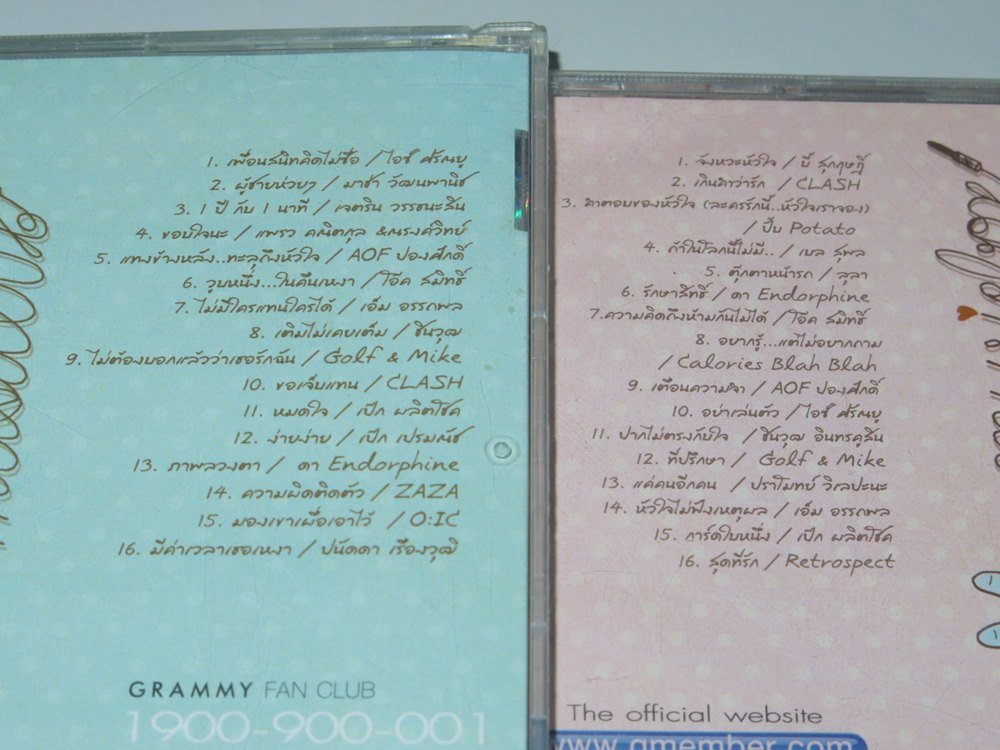 1. เพื่อนสนิทคิดไม่ซื่อ / ไอซ์ ศรัณยู
2. ผู้ชายห่วยๆ / มาช่า วัฒนพานิช
3. 1 ปี กับ 1 นาที / เจตริน วรรธนะสิน
4. ขอบใจนะ / แพรว คณิตกุล &ณรงค์วิทย์
5. แทงข้างหลัง..ทะลุถึงหัวใจ / AOF ปองศักดิ์
6. วูบหนึ่ง...ในคืนเหงา / โอ๊ค สมิทธิ์
7. ไม่มีใครแทนใครได้ / เอ็ม อรรถพล
8. เติมไม่เคยเต็ม / ชินวุฒ
9. ไม่ต้องบอกแล้วว่าเธอรักฉัน / Golf & Mike
10. ขอเจ็บแทน / CLASH
11. หมดใจ / เป๊ก ผลิตโชค
12. ง่ายง่าย / เป๊ก เปรมณัช
13. ภาพลวงตา / ดา Endorphine
14. ความผิดติดตัว / ZAZA
15. มองเขาเผื่อเอาไว้ / O:IC
16. มีค่าเวลาเธอเหงา / ปนัดดา เรืองวุฒิ
GRAMMY FAN CLUB
1900-900-001
1. จังหวะหัวใจ / บี้ สุกฤษฎิ์
2. เกินคำว่ารัก / CLASH
3. คำตอบของหัวใจ (ละครรักนี้..หัวใจเราจอง)
/ ปั๊บ Potato
4. ถ้าในโลกนี้ไม่มี.. / เบล สุพล
5. ตุ๊กตาหน้ารถ / ลุลา
6. รักษาสิทธิ์ / ดา Endorphine
7.ความคิดถึงห้ามกันไม่ได้ / โอ๊ค สมิทธิ์
8. อยากรู้...แต่ไม่อยากถาม
/ Calories Blah Blah
9. เตือนความจำ / AOF ปองศักดิ์
10. อย่าเล่นตัว / ไอซ์ ศรัณยู
11. ปากไม่ตรงกับใจ / ชินวุฒ อินทรคูสิน
12. ที่ปรึกษา / Golf & Mike
13. แค่คนอีกคน / ปราโมทย์ วิเลปะนะ
14. หัวใจไม่ฟังเหตุผล / เอ็ม อรรถพล
15. การ์ดใบหนึ่ง / เป๊ก ผลิตโชค
16. สุดที่รัก / Retrospect
The official website
www.gmember.com